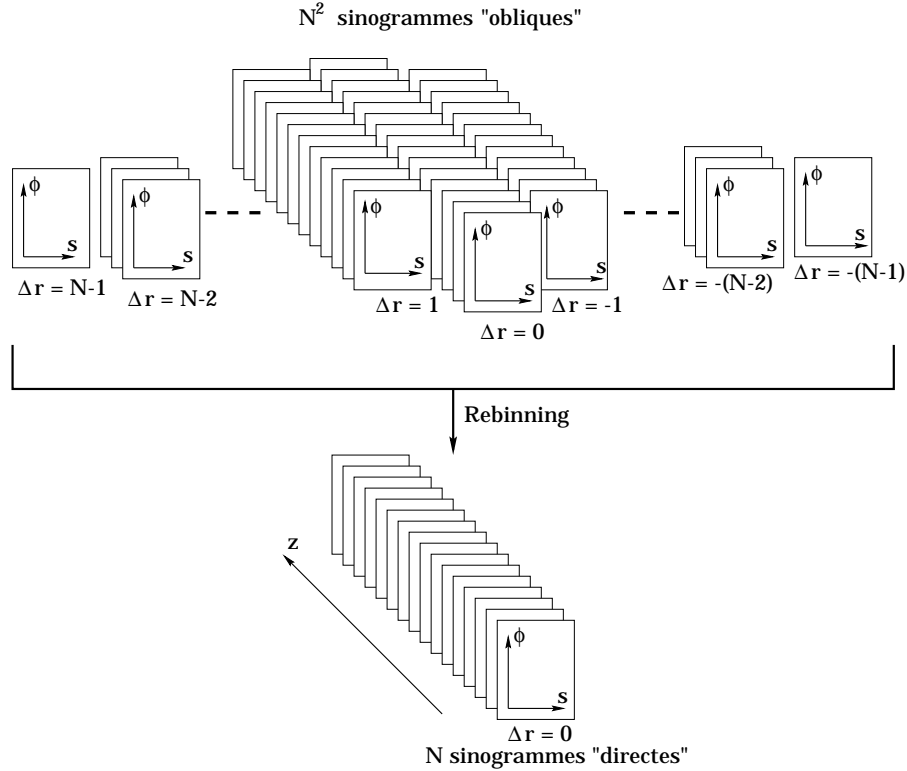 N² sinogrammes "obliques"
ϕ
s
Δr = N-1
ϕ
s
Δr = N-2
ϕ
s
Δr = 1
ϕ
s
Δr = 0
ϕ
s
Δr = -1
ϕ
s
Δr = -(N-2)
ϕ
s
Δr = -(N-1)
Rebinning
z
ϕ
s
Δr = 0
N sinogrammes "directes"